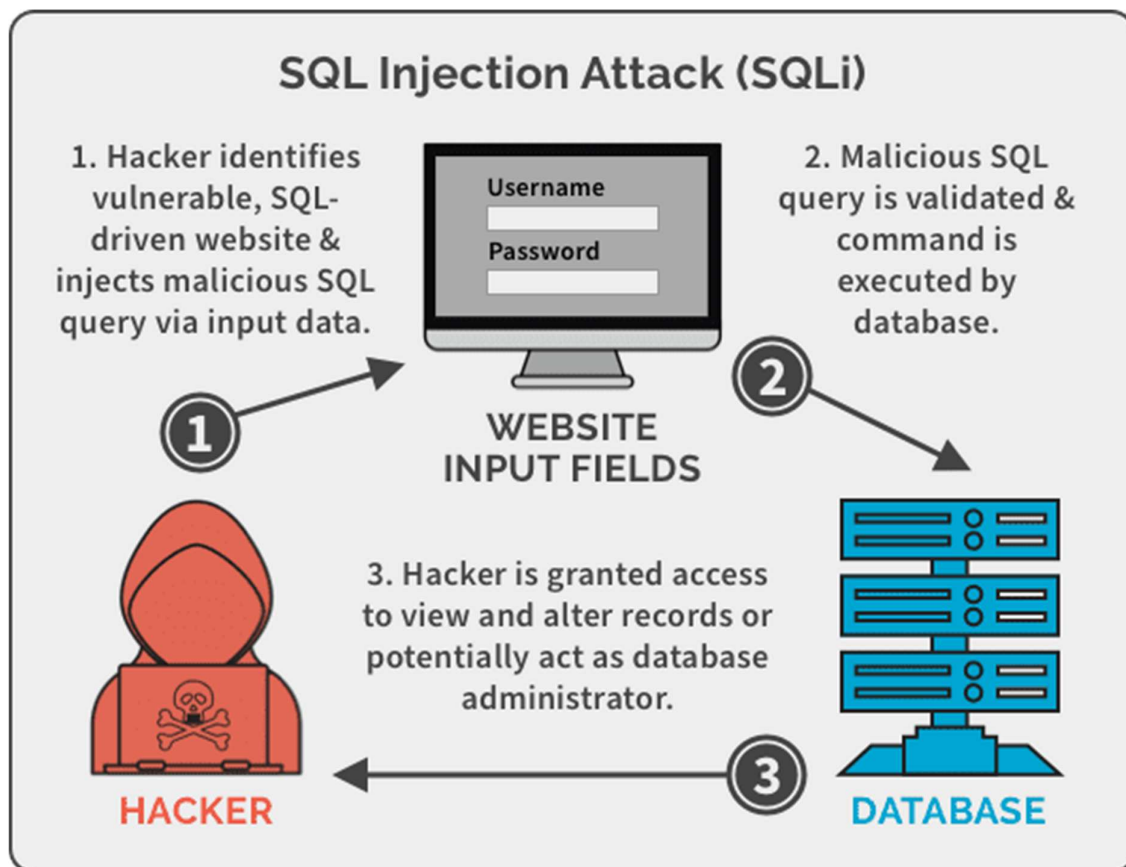 SQL Injection Attack (SQLi)
1. Hacker identifies
vulnerable, SQL-
driven website &
injects malicious SQL
query via input data.
Username
Password
2. Malicious SQL
query is validated &
command is
executed by
database.
1
2
WEBSITE
INPUT FIELDS
3. Hacker is granted access
to view and alter records or
potentially act as database
administrator.
3
HACKER
DATABASE